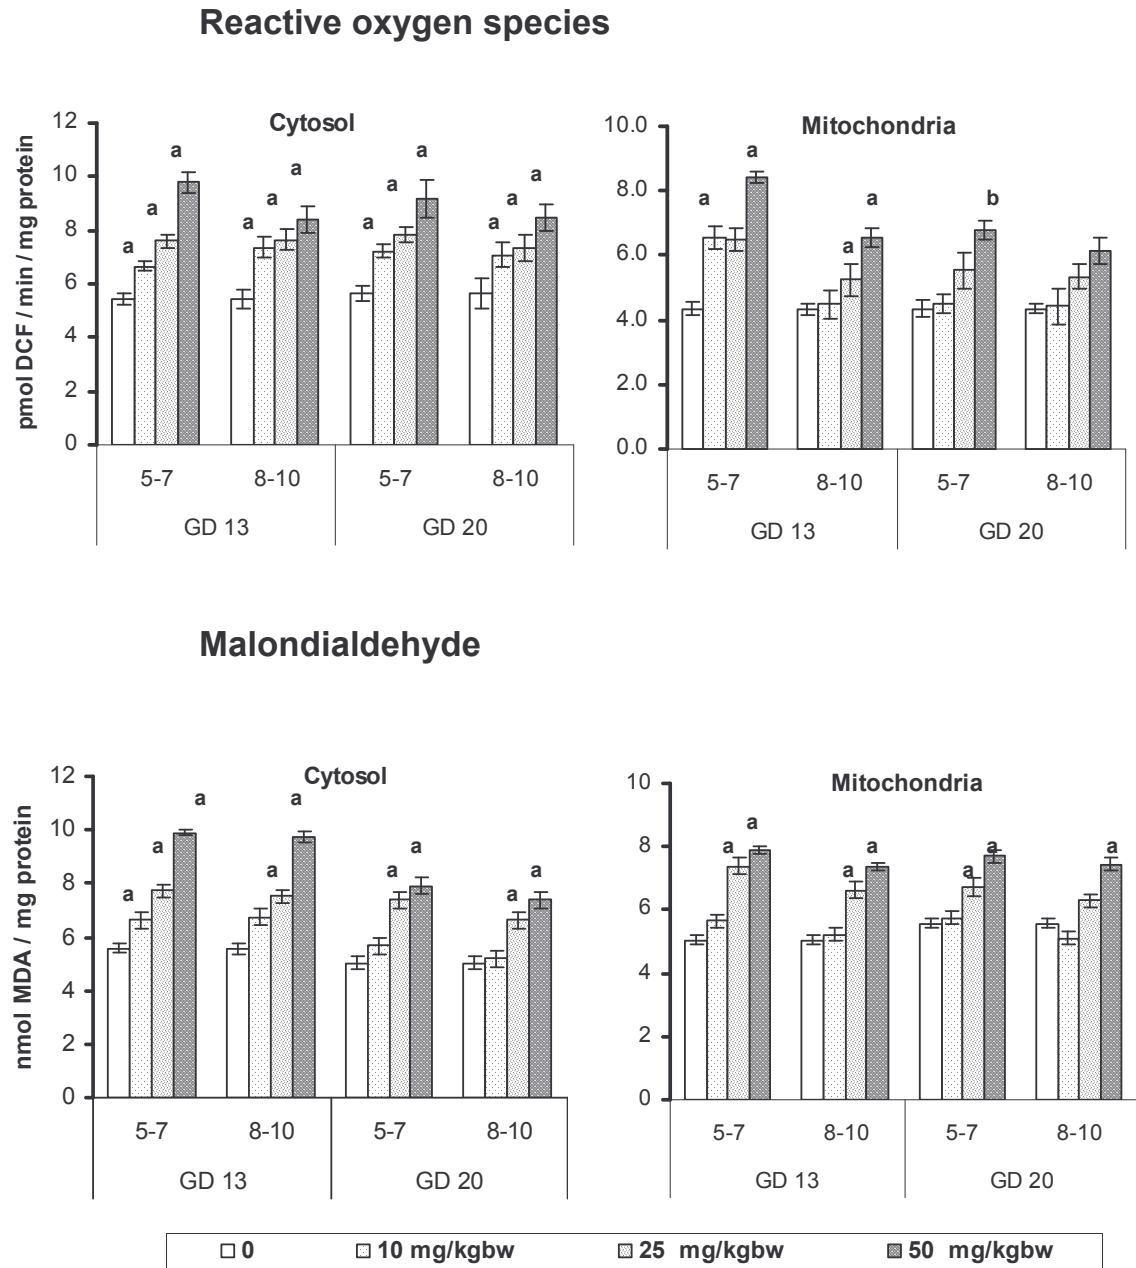 Reactive oxygen species
Cytosol
pmol DCF / min / mg protein
12
10
8
6
4
2
0
a a a a a a a a a a a a
5-7 8-10 5-7 8-10
GD 13 GD 20
Mitochondria
10.0
8.0
6.0
4.0
2.0
0.0
a a a a b
5-7 8-10 5-7 8-10
GD 13 GD 20
Malondialdehyde
Cytosol
nmol MDA / mg protein
12
10
8
6
4
2
0
a a a a a a a a a a
5-7 8-10 5-7 8-10
GD 13 GD 20
Mitochondria
10
8
6
4
2
0
a a a a a a a
5-7 8-10 5-7 8-10
GD 13 GD 20
0 10 mg/kgbw 25 mg/kgbw 50 mg/kgbw